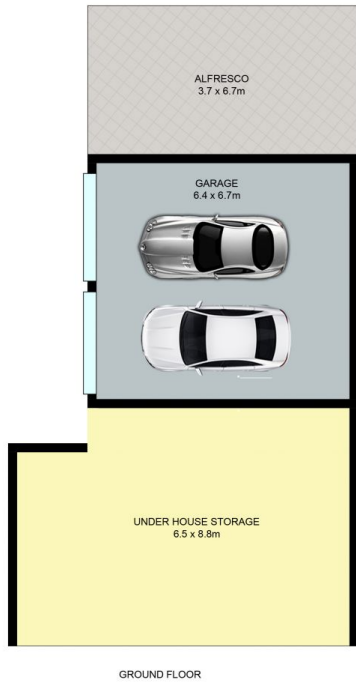 ALFRESCO
3.7 x 6.7m
GARAGE
6.4 x 6.7m
UNDER HOUSE STORAGE
6.5 x 8.8m
GROUND FLOOR